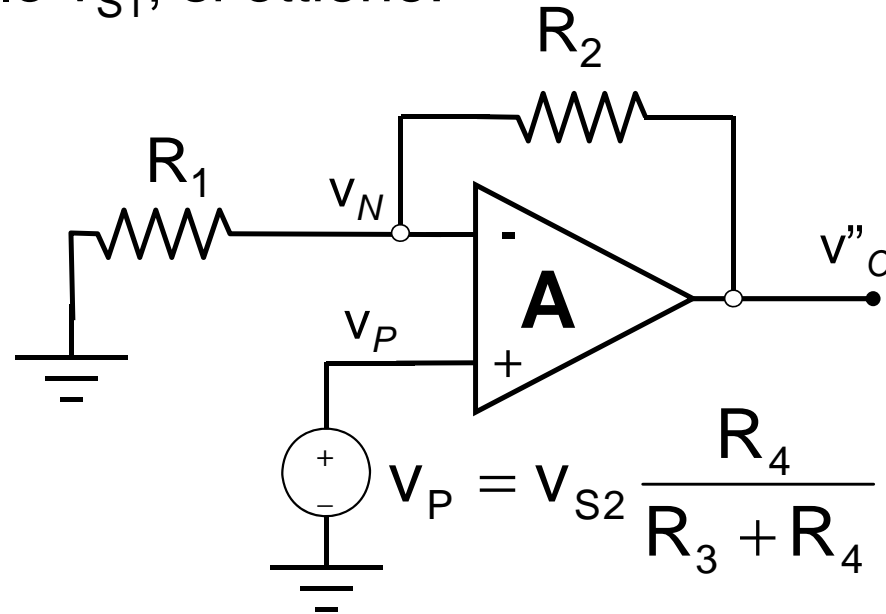 R2
R1
vN
-
v"
A
vP
+
+
–
vP = vS2 R4 / (R3 + R4)